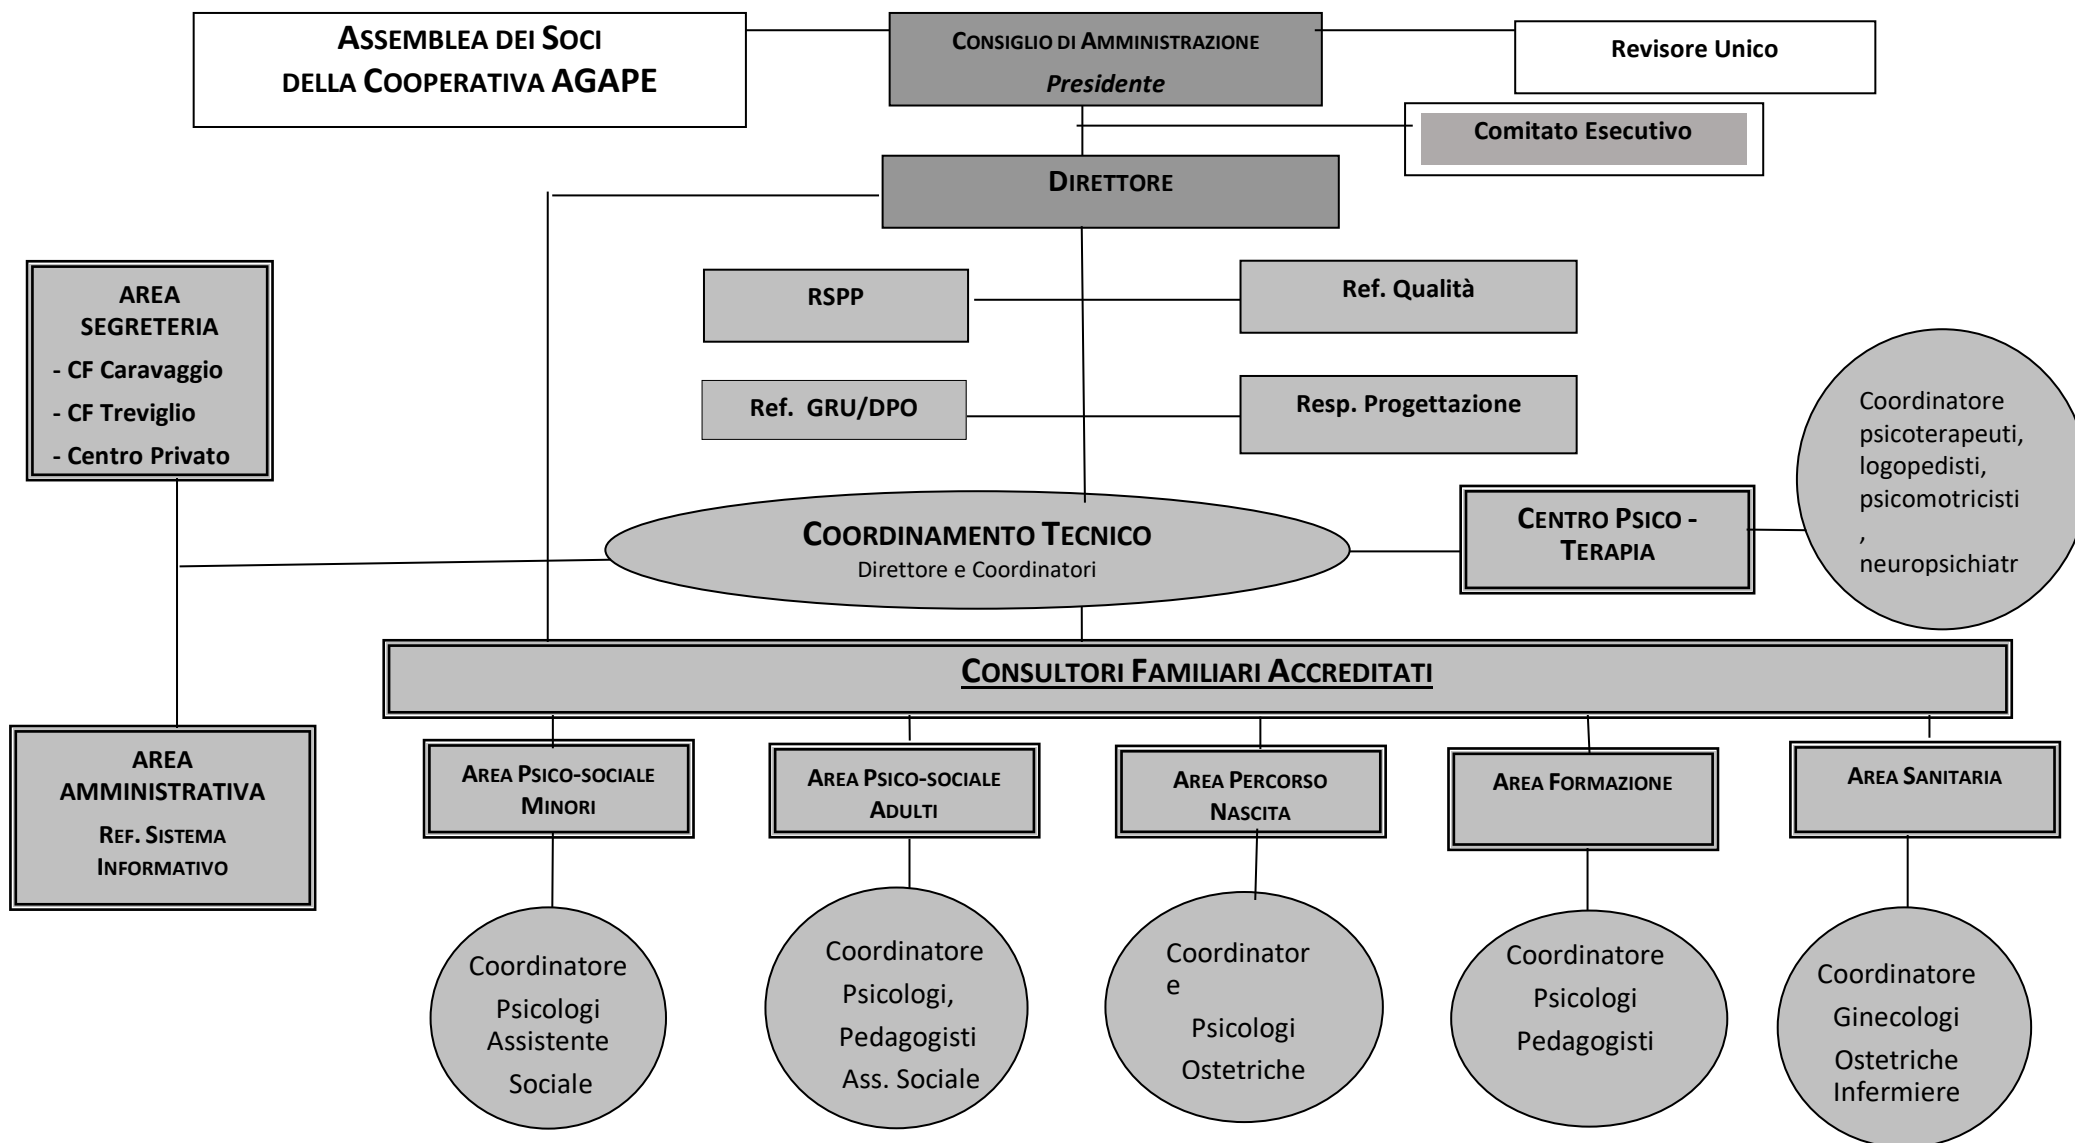 ASSEMBLEA DEI SOCI
DELLA COOPERATIVA AGAPE
CONSIGLIO DI AMMINISTRAZIONE
Presidente
Revisore Unico
Comitato Esecutivo
DIRETTORE
AREA
SEGRETERIA
- CF Caravaggio
- CF Treviglio
- Centro Privato
RSPP
Ref. Qualità
Ref. GRU/DPO
Resp. Progettazione
Coordinatore
psicoterapeuti,
logopedisti,
psicomotricisti
,
neuropsichiatr
COORDINAMENTO TECNICO
Direttore e Coordinatori
CENTRO PSICO -
TERAPIA
CONSULTORI FAMILIARI ACCREDITATI
AREA
AMMINISTRATIVA
REF. SISTEMA
INFORMATIVO
AREA PSICO-SOCIALE
MINORI
AREA PSICO-SOCIALE
ADULTI
AREA PERCORSO
NASCITA
AREA FORMAZIONE
AREA SANITARIA
Coordinatore
Psicologi
Assistente
Sociale
Coordinatore
Psicologi,
Pedagogisti
Ass. Sociale
Coordinator
e
Psicologi
Ostetriche
Coordinatore
Psicologi
Pedagogisti
Coordinatore
Ginecologi
Ostetriche
Infermiere